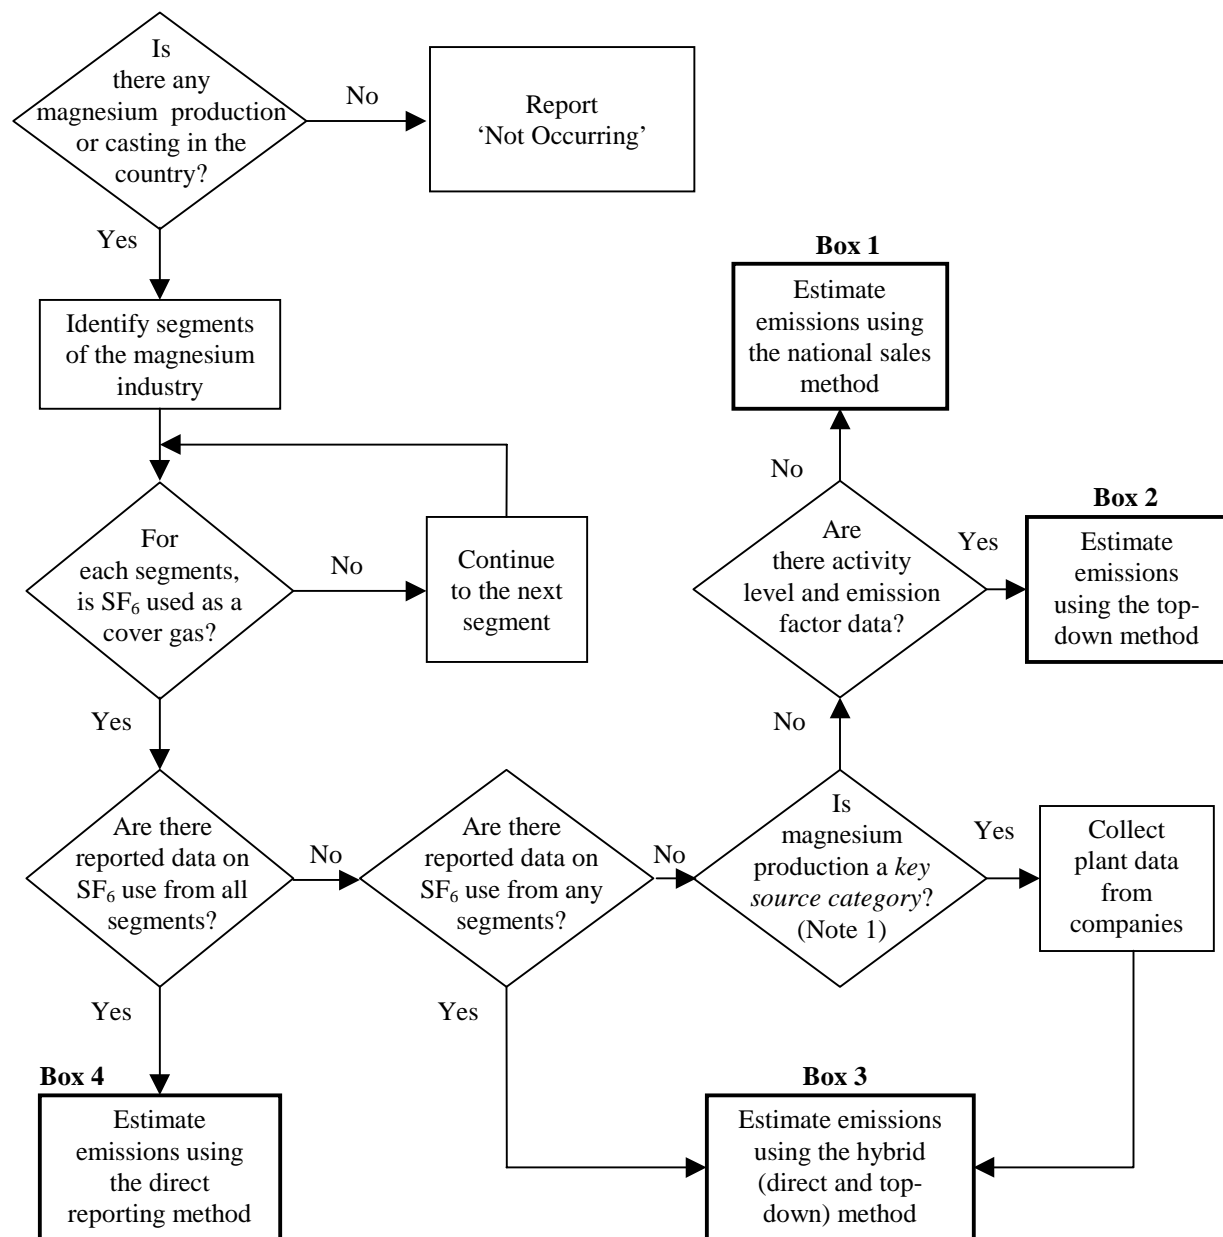 Is
there any
magnesium production
or casting in the
country?
No
Report
‘Not Occurring’
Yes
Identify segments
of the magnesium
industry
For
each segments,
is SF₆ used as a
cover gas?
No
Continue
to the next
segment
Yes
Are there
reported data on
SF₆ use from all
segments?
No
Are there
reported data on
SF₆ use from any
segments?
No
Is
magnesium
production a key
source category?
(Note 1)
Yes
Collect
plant data
from
companies
No
Are
there activity
level and emission
factor data?
No
Box 1
Estimate
emissions using
the national sales
method
Yes
Box 2
Estimate
emissions
using the top-
down method
Yes
Box 4
Estimate
emissions using
the direct
reporting method
Yes
Box 3
Estimate emissions
using the hybrid
(direct and top-
down) method